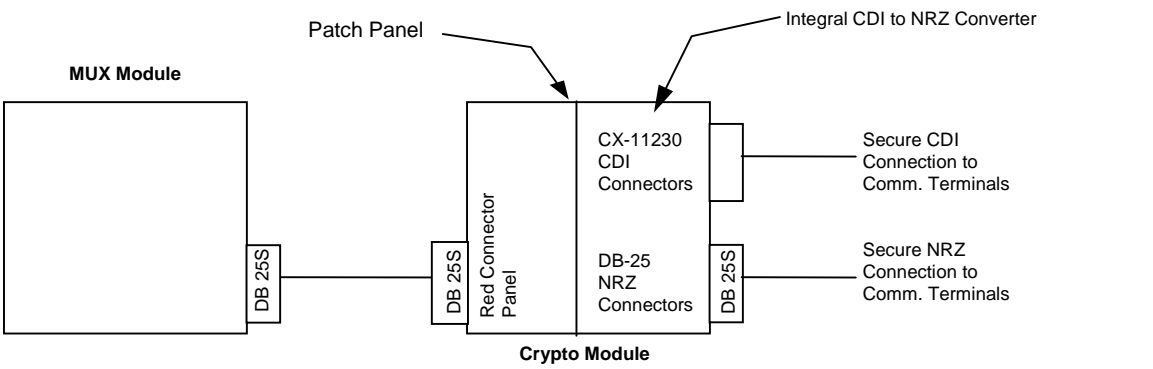 Integral CDI to NRZ Converter
Patch Panel
MUX Module
DB 25S
DB 25S
Red Connector
Panel
CX-11230
CDI
Connectors
DB-25
NRZ
Connectors
DB 25S
Secure CDI
Connection to
Comm. Terminals
Secure NRZ
Connection to
Comm. Terminals
Crypto Module